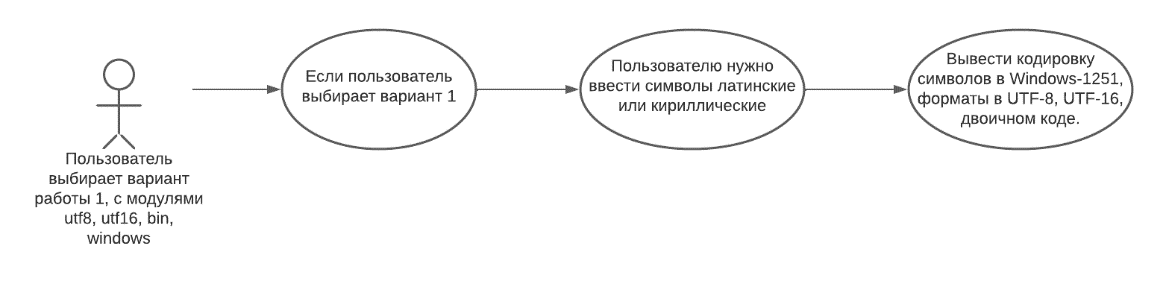 Пользователь
выбирает вариант
работы 1, с модулями
utf8, utf16, bin,
windows
Если пользователь
выбирает вариант 1
Пользователю нужно
ввести символы латинские
или кириллические
Вывести кодировку
символов в Windows-1251,
форматы в UTF-8, UTF-16,
двоичном коде.